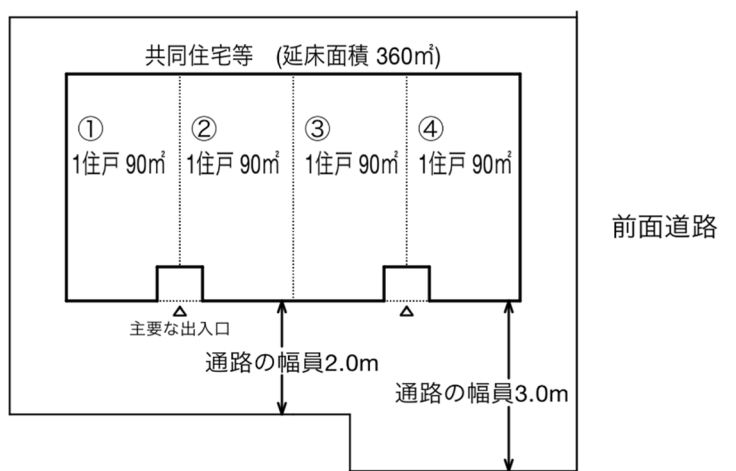 共同住宅等 (延床面積 360㎡)
① ② ③ ④
1住戸 90㎡ 1住戸 90㎡ 1住戸 90㎡ 1住戸 90㎡
前面道路
主要な出入口
通路の幅員2.0m
通路の幅員3.0m